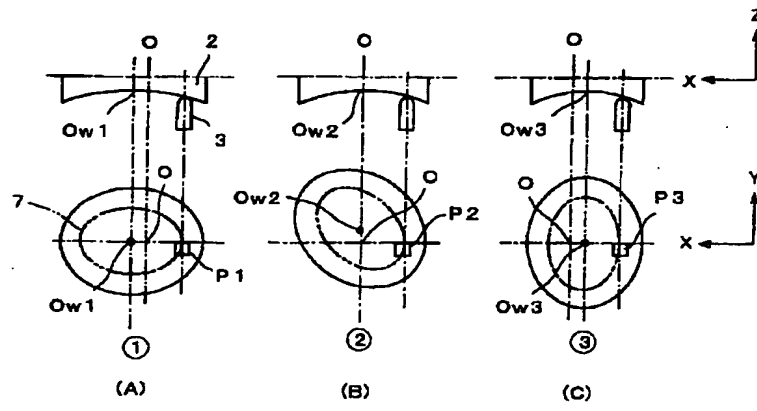 O 2 O O Z
X
Ow1 3 Ow2 Ow3
7 O Ow2 O P2 O P3 Y
X
Ow1 P1 Ow3
① ② ③
(A) (B) (C)